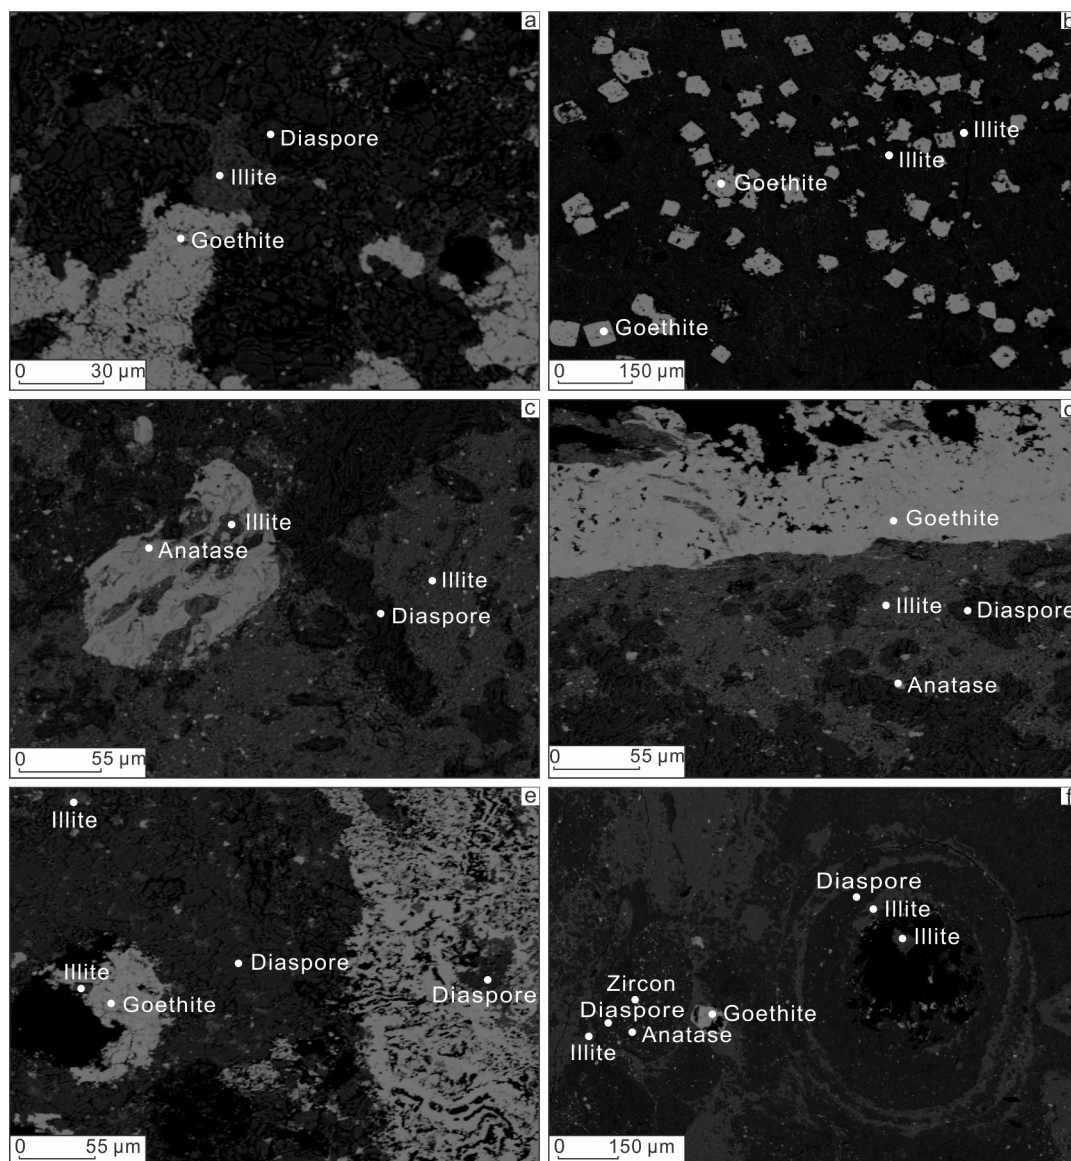 a
Diaspore
Illite
Goethite
0 30 μm
b
Illite
Illite
Goethite
Goethite
0 150 μm
c
Illite
Anatase
Illite
Diaspore
0 55 μm
d
Goethite
Illite
Diaspore
Anatase
0 55 μm
e
Illite
Diaspore
Illite
Goethite
Diaspore
0 55 μm
f
Diaspore
Illite
Illite
Zircon
Diaspore
Goethite
Anatase
Illite
0 150 μm